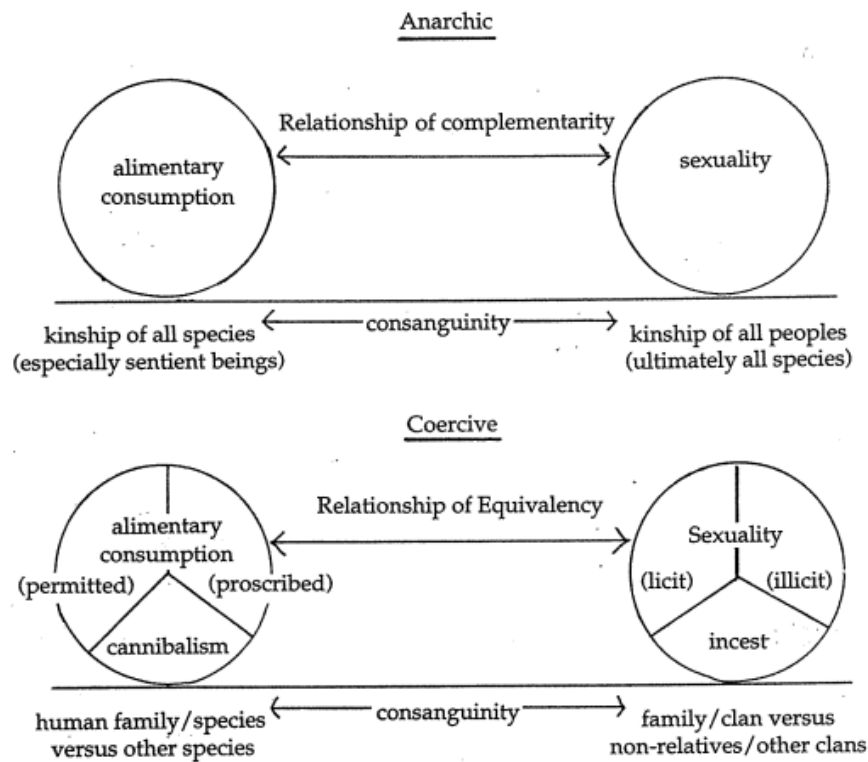 Anarchic
Relationship of complementarity
alimentary
consumption
sexuality
consanguinity
kinship of all species
(especially sentient beings)
kinship of all peoples
(ultimately all species)
Coercive
Relationship of Equivalency
alimentary
consumption
(permitted)
(proscribed)
cannibalism
Sexuality
(licit)
(illicit)
incest
consanguinity
human family/species
versus other species
family/clan versus
non-relatives/other clans